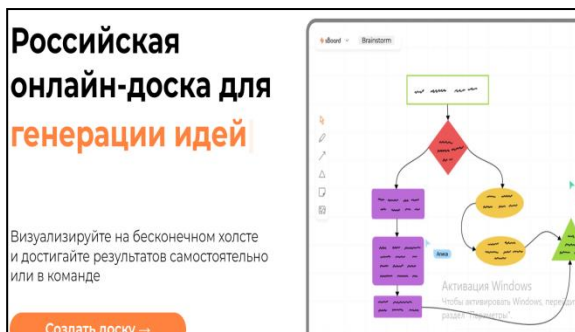 Российская
онлайн-доска для
генерации идей
Визуализируйте на бесконечном холсте
и достигайте результатов самостоятельно
или в команде
Создать доску →
sBoard
Brainstorm
Активация Windows
Чтобы активировать Windows, перейдите
раздел "Параметры".